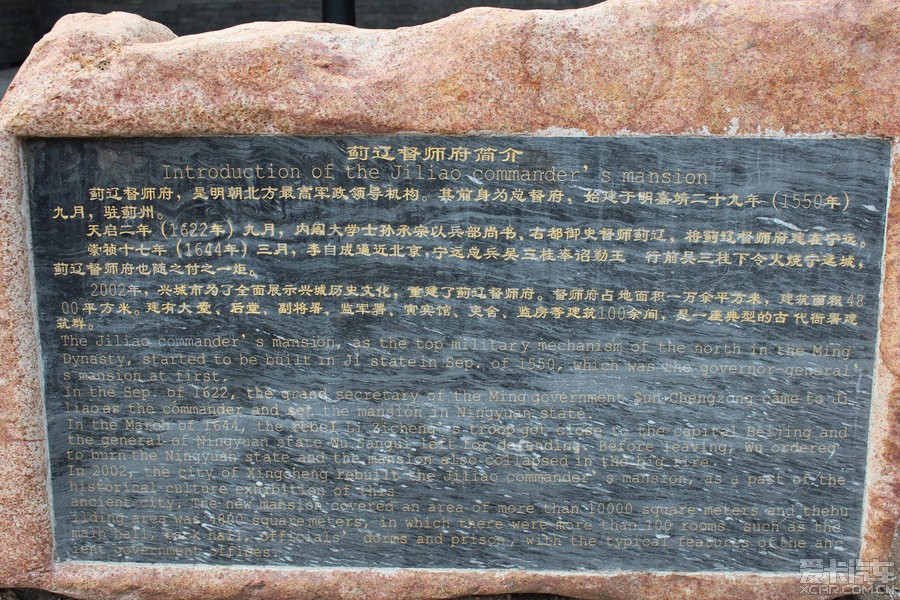 蓟辽督师府简介
Introduction of the Jiliao commander's mansion
蓟辽督师府，是明朝北方最高军政领导机构。其前身为总督府，始建于明嘉靖二十九年（1550年）
九月，驻蓟州。
天启二年（1622年）九月，内阁大学士孙承宗以兵部尚书、右都御史督师蓟辽，将蓟辽督师府建在宁远。
崇祯十七年（1644年）三月，李自成逼近北京，宁远总兵吴三桂奉诏勤王 行前吴三桂下令火烧宁远城，
蓟辽督师府也随之付之一炬。
2002年，兴城市为了全面展示兴城历史文化，重建了蓟辽督师府。督师府占地面积一万余平方米，建筑面积48
00平方米。建有大堂、后堂、副将署、监军署、寅宾馆、吏舍、监房等建筑100余间，是一座典型的古代衙署建
筑群。
The Jiliao commander's mansion, as the top military mechanism of the north in the Ming
Dynasty, started to be built in Ji state in Sep. of 1550, which was the governor-general'
s mansion at first.
In the Sep. of 1622, the grand secretary of the Ming government Sun Chengzong came to Ji
liao as the commander and set the mansion in Ningyuan state.
In the March of 1644, the rebel Li Zicheng's troop got close to the capital Beijing and
the general of Ningyuan state Wu Sangui left for defending. Before leaving, Wu ordered
to burn the Ningyuan state and the mansion also collapsed in the big fire.
In 2002, the city of Xingcheng rebuilt the Jiliao commander's mansion, as a part of the
historical culture exhibition of this
ancient city. The new mansion covered an area of more than 10000 square meters and thebu
ilding area was 4800 square meters, in which there were more than 100 rooms such as the
main hall, back hall, officials' dorms and prison, with the typical features of the an-
ient government offises.
爱卡汽车
XCAR.COM.CN